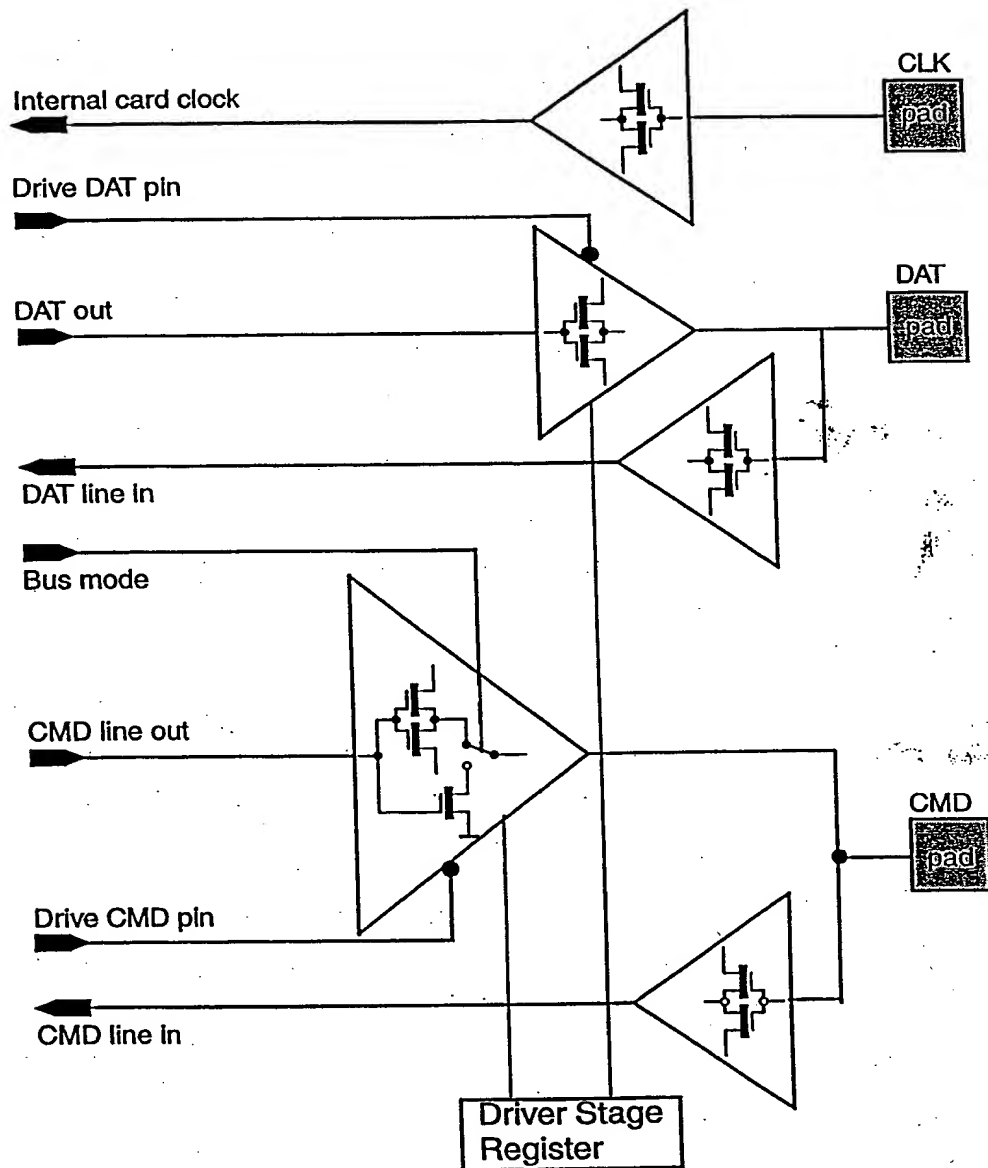 CLK
Internal card clock
pad
Drive DAT pin
DAT
DAT out
pad
DAT line in
Bus mode
CMD line out
CMD
pad
Drive CMD pin
CMD line in
Driver Stage
Register